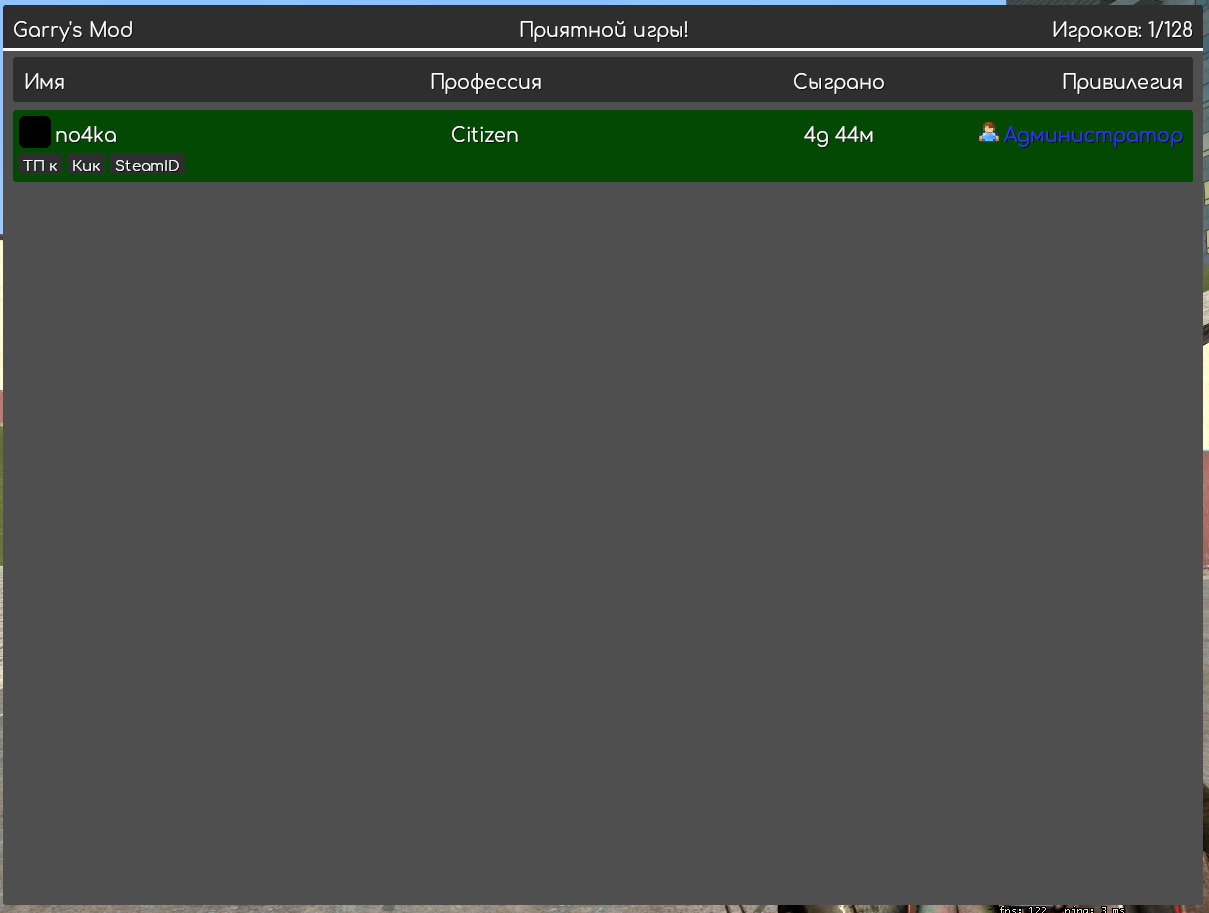 Garry's Mod Приятной игры! Игроков: 1/128
Имя Профессия Сыграно Привилегия
no4ka Citizen 4д 44м Администратор
ТП к Кик SteamID
fps: 122 ping: 3 ms